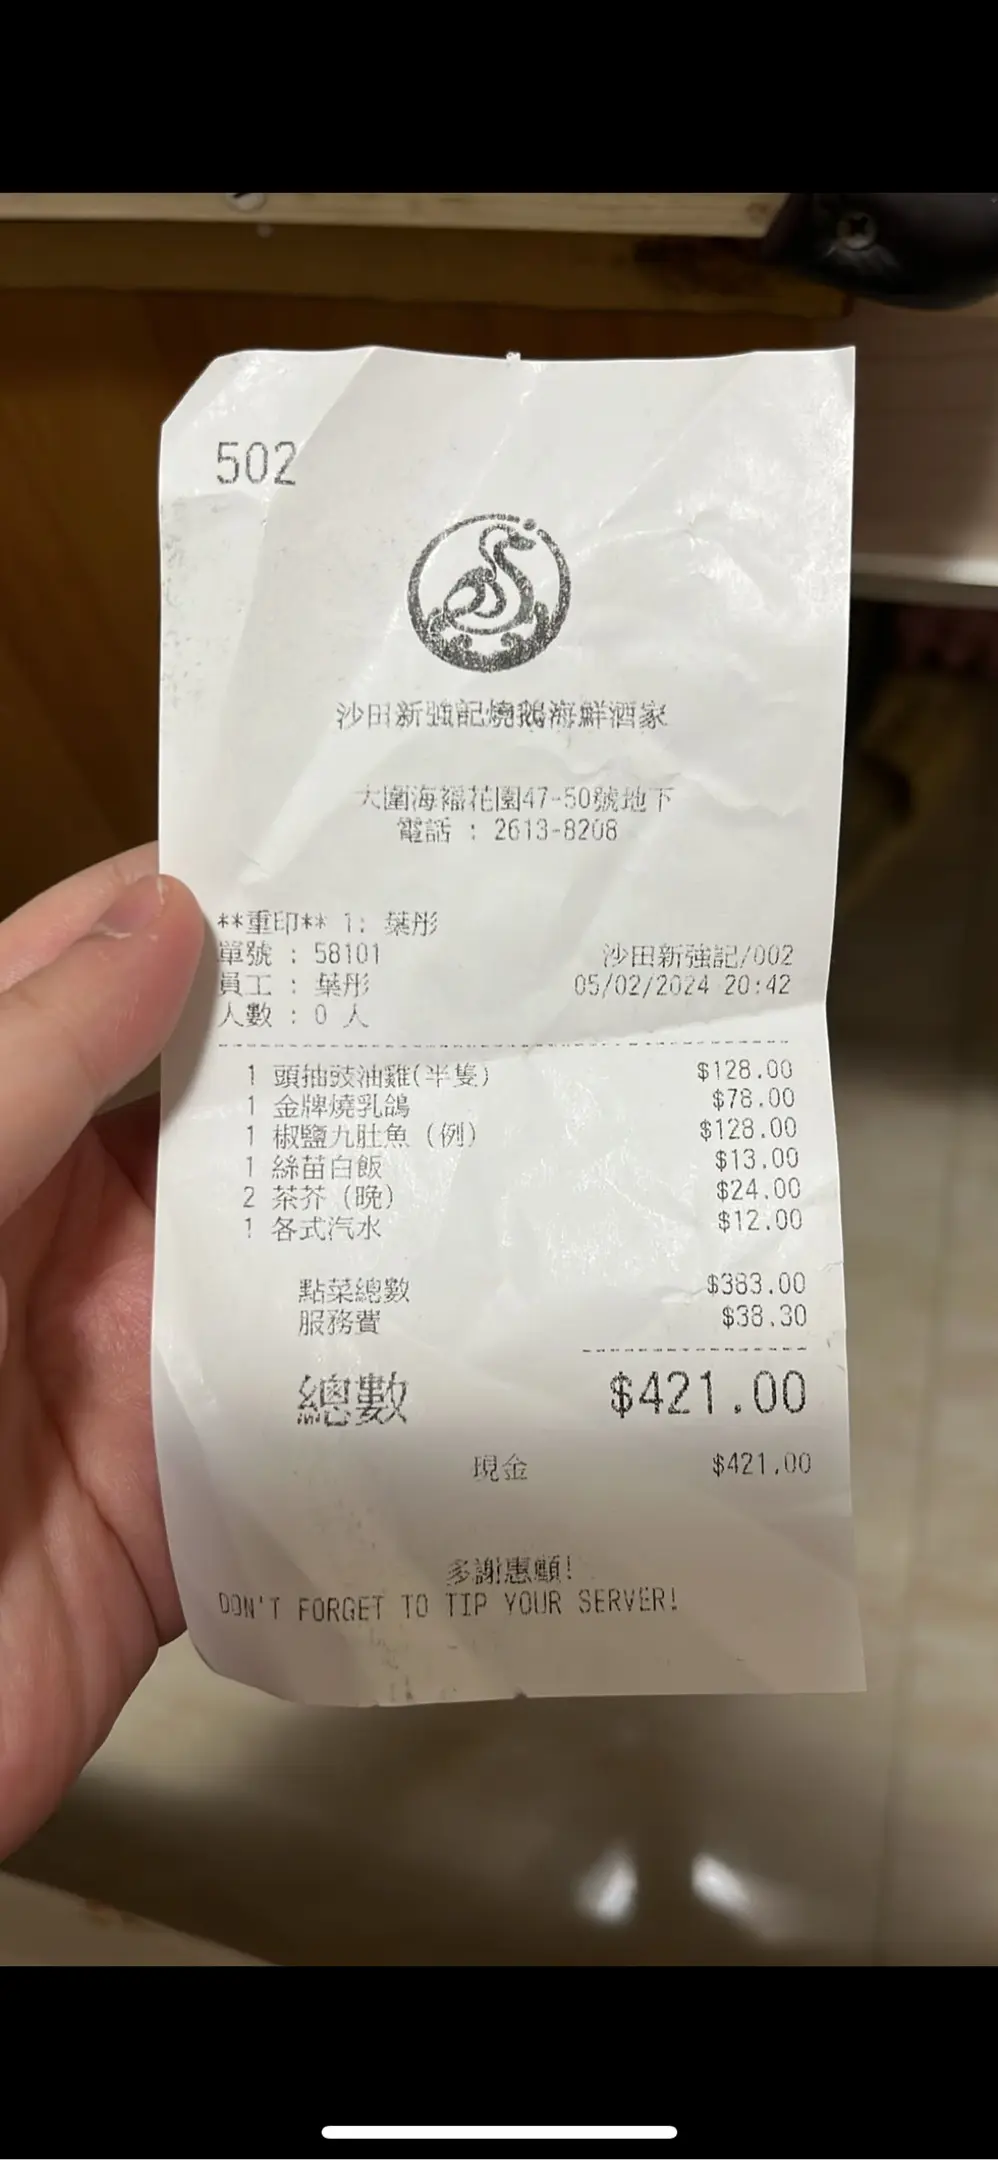 502
沙田新強記燒鵝海鮮酒家
大圍海福花園47-50號地下
電話 : 2613-8208
**重印** 1: 葉彤
單號 : 58101 沙田新強記/002
員工 : 葉彤 05/02/2024 20:42
人數 : 0 人
1 頭抽豉油雞(半隻) $128.00
1 金牌燒乳鴿 $78.00
1 椒鹽九肚魚 (例) $128.00
1 絲苗白飯 $13.00
2 茶芥 (晚) $24.00
1 各式汽水 $12.00
點菜總數 $383.00
服務費 $38.30
總數 $421.00
現金 $421.00
多謝惠顧!
DON'T FORGET TO TIP YOUR SERVER!